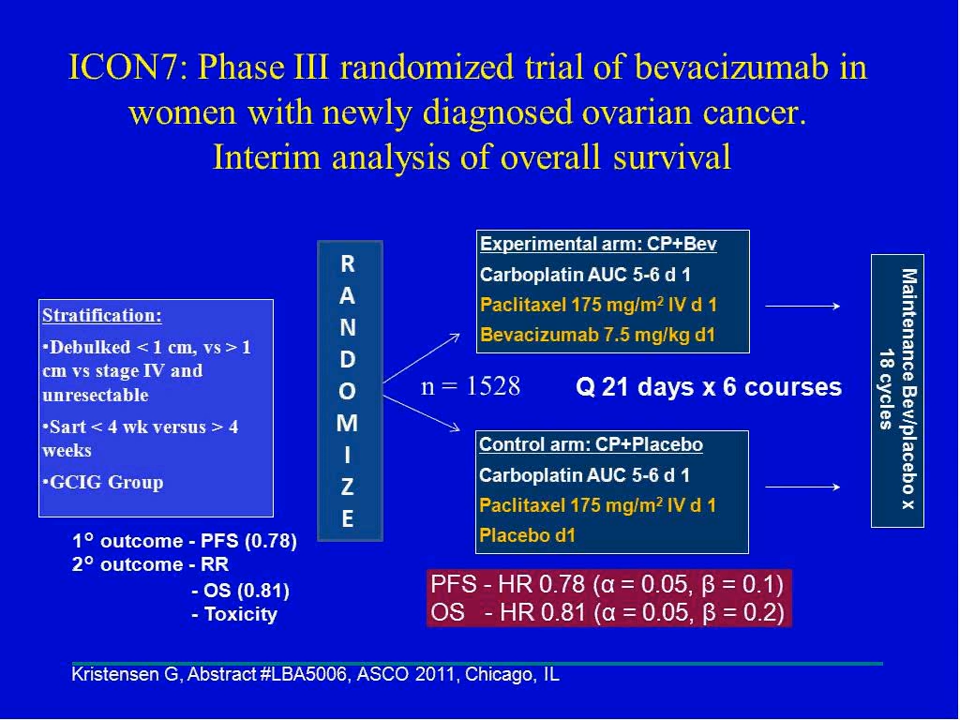 ICON7: Phase III randomized trial of bevacizumab in
women with newly diagnosed ovarian cancer.
Interim analysis of overall survival
Stratification:
•Debulked < 1 cm, vs > 1
cm vs stage IV and
unresectable
•Sart < 4 wk versus > 4
weeks
•GCIG Group
1° outcome - PFS (0.78)
2° outcome - RR
- OS (0.81)
- Toxicity
R
A
N
D
O
M
I
Z
E
n = 1528
Experimental arm: CP+Bev
Carboplatin AUC 5-6 d 1
Paclitaxel 175 mg/m² IV d 1
Bevacizumab 7.5 mg/kg d1
Q 21 days x 6 courses
Control arm: CP+Placebo
Carboplatin AUC 5-6 d 1
Paclitaxel 175 mg/m² IV d 1
Placebo d1
Maintenance Bev/placebo x
18 cycles
PFS - HR 0.78 (α = 0.05, β = 0.1)
OS - HR 0.81 (α = 0.05, β = 0.2)
Kristensen G, Abstract #LBA5006, ASCO 2011, Chicago, IL